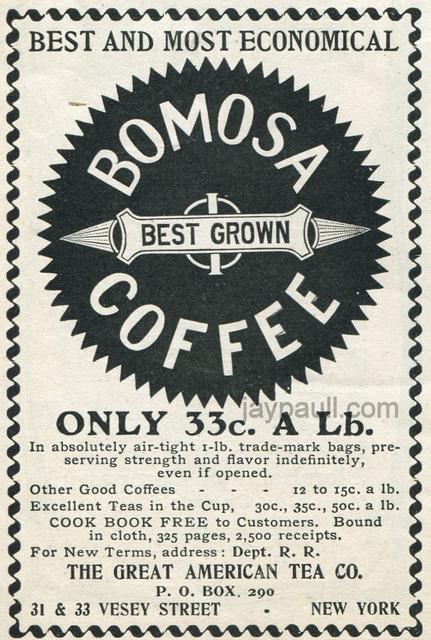 BEST AND MOST ECONOMICAL
BOMOSA
BEST GROWN
COFFEE
ONLY 33c. A Lb.
jaypaull.com
In absolutely air-tight 1-lb. trade-mark bags, pre-
serving strength and flavor indefinitely,
even if opened.
Other Good Coffees - - - 12 to 15c. a lb.
Excellent Teas in the Cup, 30c., 35c., 50c. a lb.
COOK BOOK FREE to Customers. Bound
in cloth, 325 pages, 2,500 receipts.
For New Terms, address: Dept. R. R.
THE GREAT AMERICAN TEA CO.
P. O. BOX, 290
31 & 33 VESEY STREET - NEW YORK